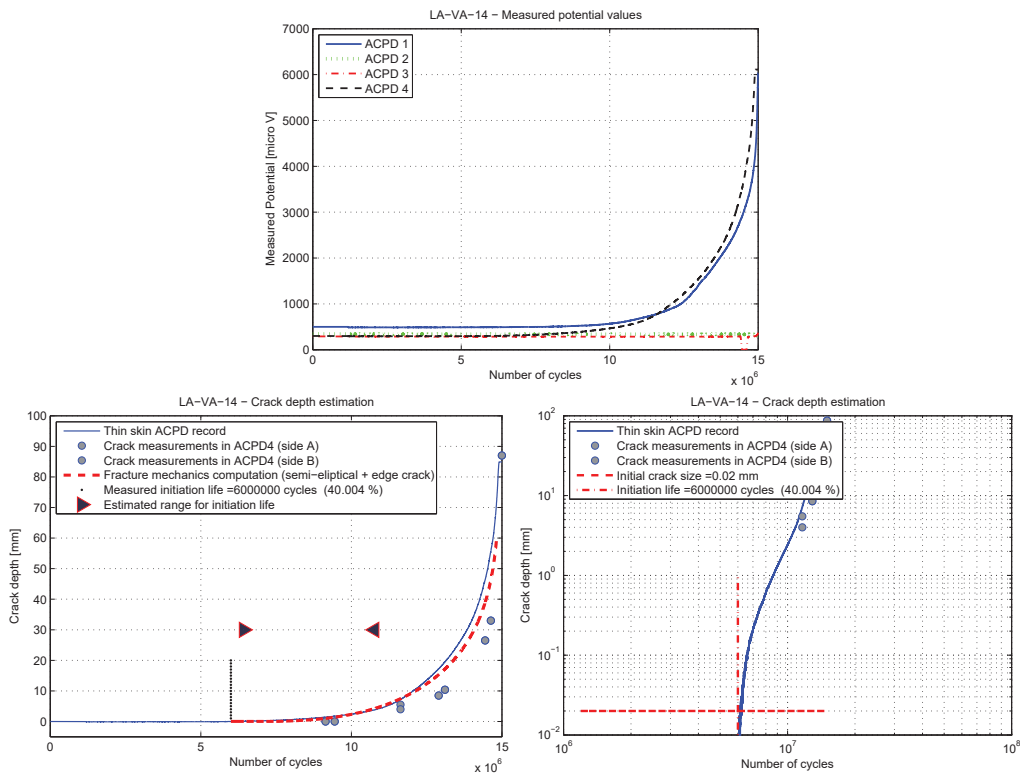 LA−VA−14 − Measured potential values
7000
6000
5000
4000
3000
2000
1000
0
Measured Potential [micro V]
ACPD 1
ACPD 2
ACPD 3
ACPD 4
0
5
10
15
Number of cycles
x 10^6
LA−VA−14 − Crack depth estimation
100
90
80
70
60
50
40
30
20
10
0
Crack depth [mm]
Thin skin ACPD record
Crack measurements in ACPD4 (side A)
Crack measurements in ACPD4 (side B)
Fracture mechanics computation (semi−eliptical + edge crack)
Measured initiation life =6000000 cycles (40.004 %)
Estimated range for initiation life
0
5
10
15
Number of cycles
x 10^6
LA−VA−14 − Crack depth estimation
10^2
10^1
10^0
10^−1
10^−2
Crack depth [mm]
Thin skin ACPD record
Crack measurements in ACPD4 (side A)
Crack measurements in ACPD4 (side B)
Initial crack size =0.02 mm
Initiation life =6000000 cycles (40.004 %)
10^6
10^7
10^8
Number of cycles